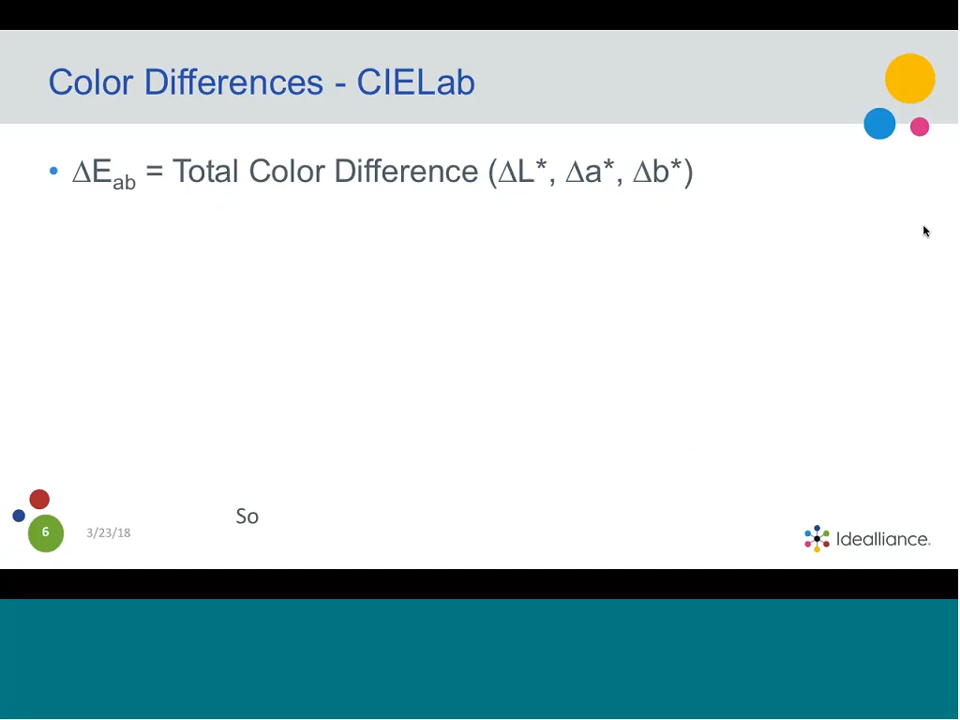 Color Differences - CIELab
• ΔEab = Total Color Difference (ΔL*, Δa*, Δb*)
So
6
3/23/18
Idealliance.